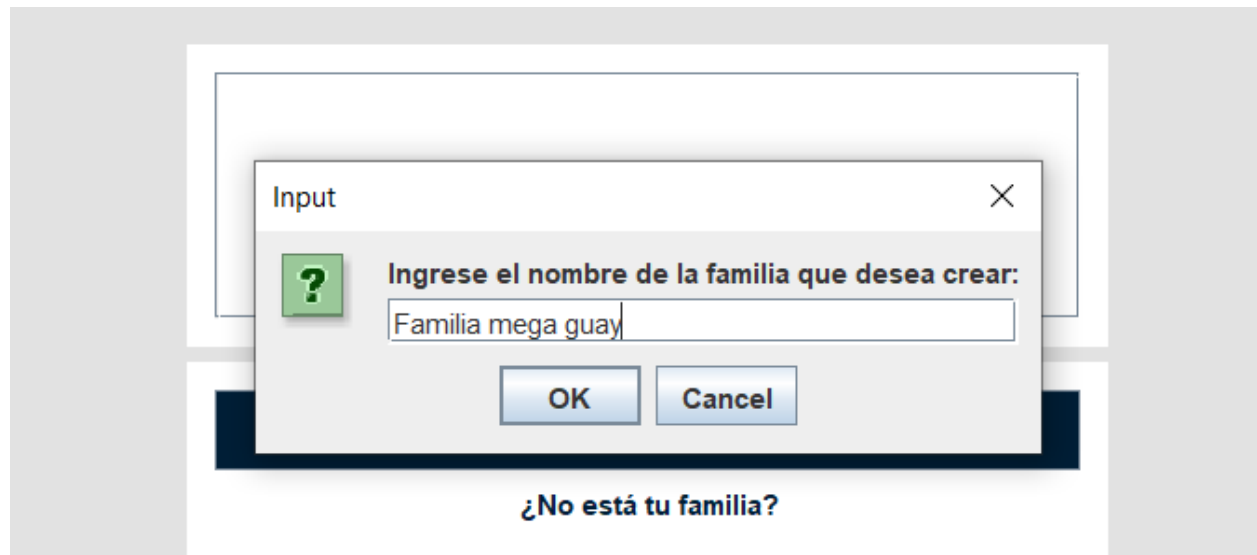 Input
?
Ingrese el nombre de la familia que desea crear:
Familia mega guay
OK Cancel
¿No está tu familia?